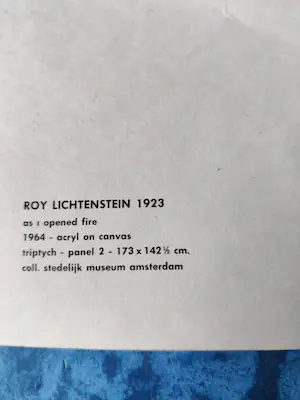 ROY LICHTENSTEIN 1923
as ı opened fire
1964 - acryl on canvas
triptych - panel 2 - 173 x 142½ cm.
coll. stedelijk museum amsterdam